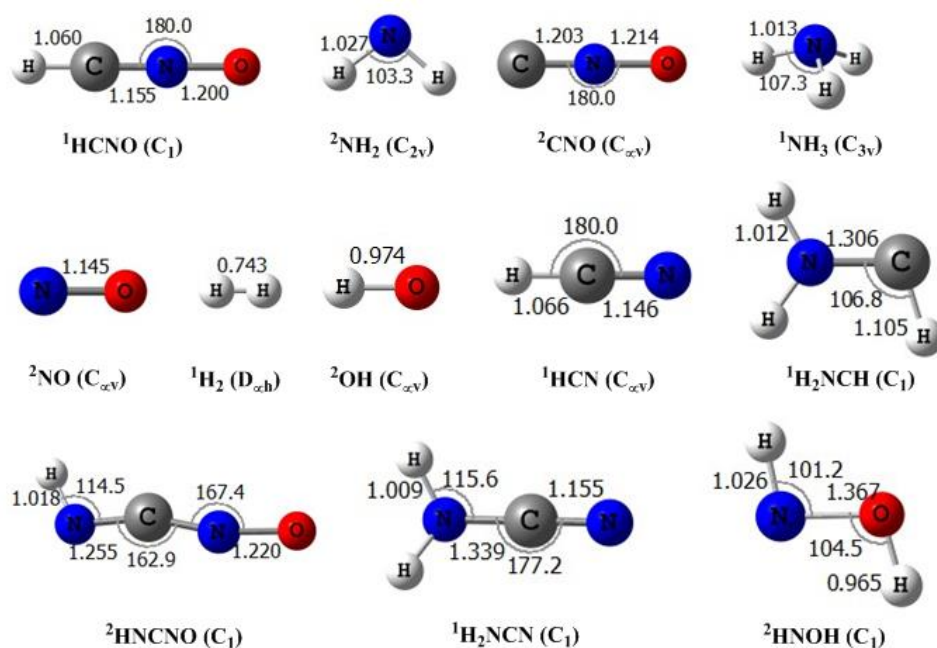 1.060
180.0
H C N O
1.155
1.200
¹HCNO (C₁)
N
1.027
103.3
H H
²NH₂ (C₂ᵥ)
1.203 1.214
C N O
180.0
²CNO (C∝ᵥ)
1.013
N
H H
107.3
H
¹NH₃ (C₃ᵥ)
1.145
N O
²NO (C∝ᵥ)
0.743
H H
¹H₂ (D∝ₕ)
0.974
H O
²OH (C∝ᵥ)
180.0
H C N
1.066 1.146
¹HCN (C∝ᵥ)
H
1.012 1.306
N C
106.8
H 1.105 H
¹H₂NCH (C₁)
H
1.018 114.5 167.4
N C N O
1.255 162.9 1.220
²HNCNO (C₁)
H
1.009 115.6 1.155
N C N
1.339
177.2
H
¹H₂NCN (C₁)
H
1.026 101.2
1.367
N O
104.5
0.965 H
²HNOH (C₁)